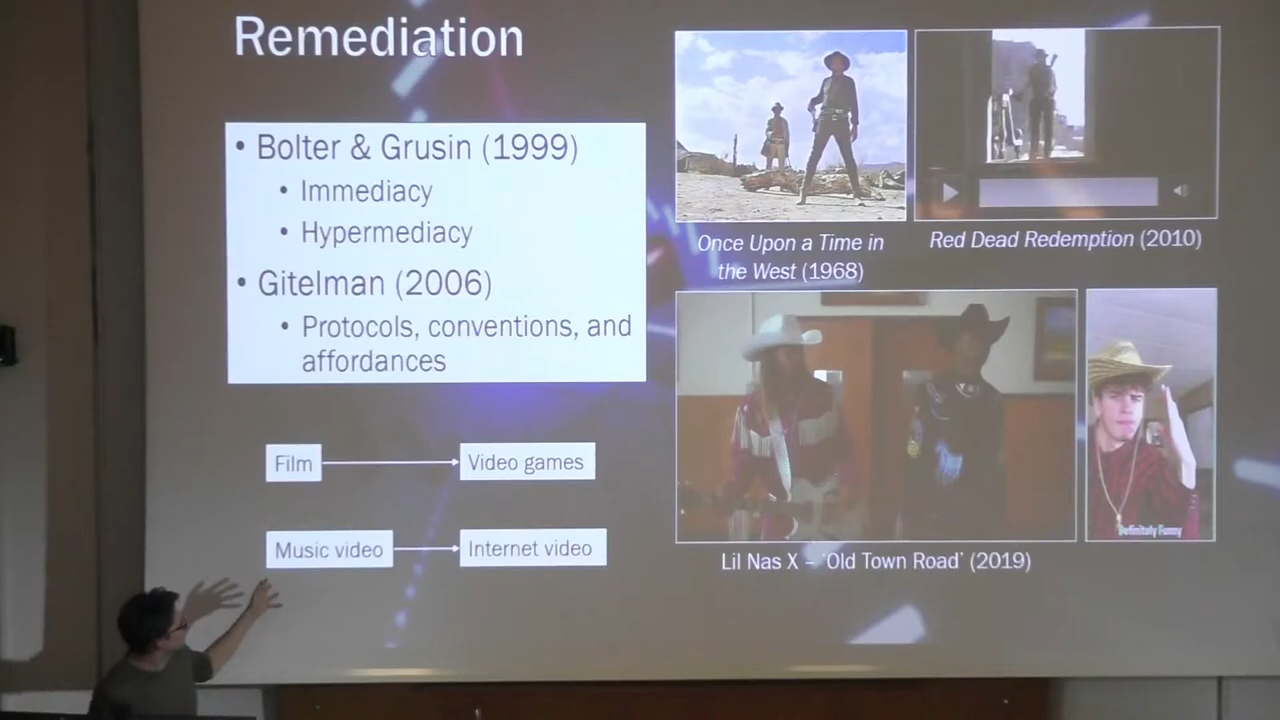 Remediation
• Bolter & Grusin (1999)
• Immediacy
• Hypermediacy
• Gitelman (2006)
• Protocols, conventions, and
affordances
Film
Video games
Music video
Internet video
Once Upon a Time in
the West (1968)
Red Dead Redemption (2010)
Lil Nas X – ‘Old Town Road’ (2019)
Definitely Funny